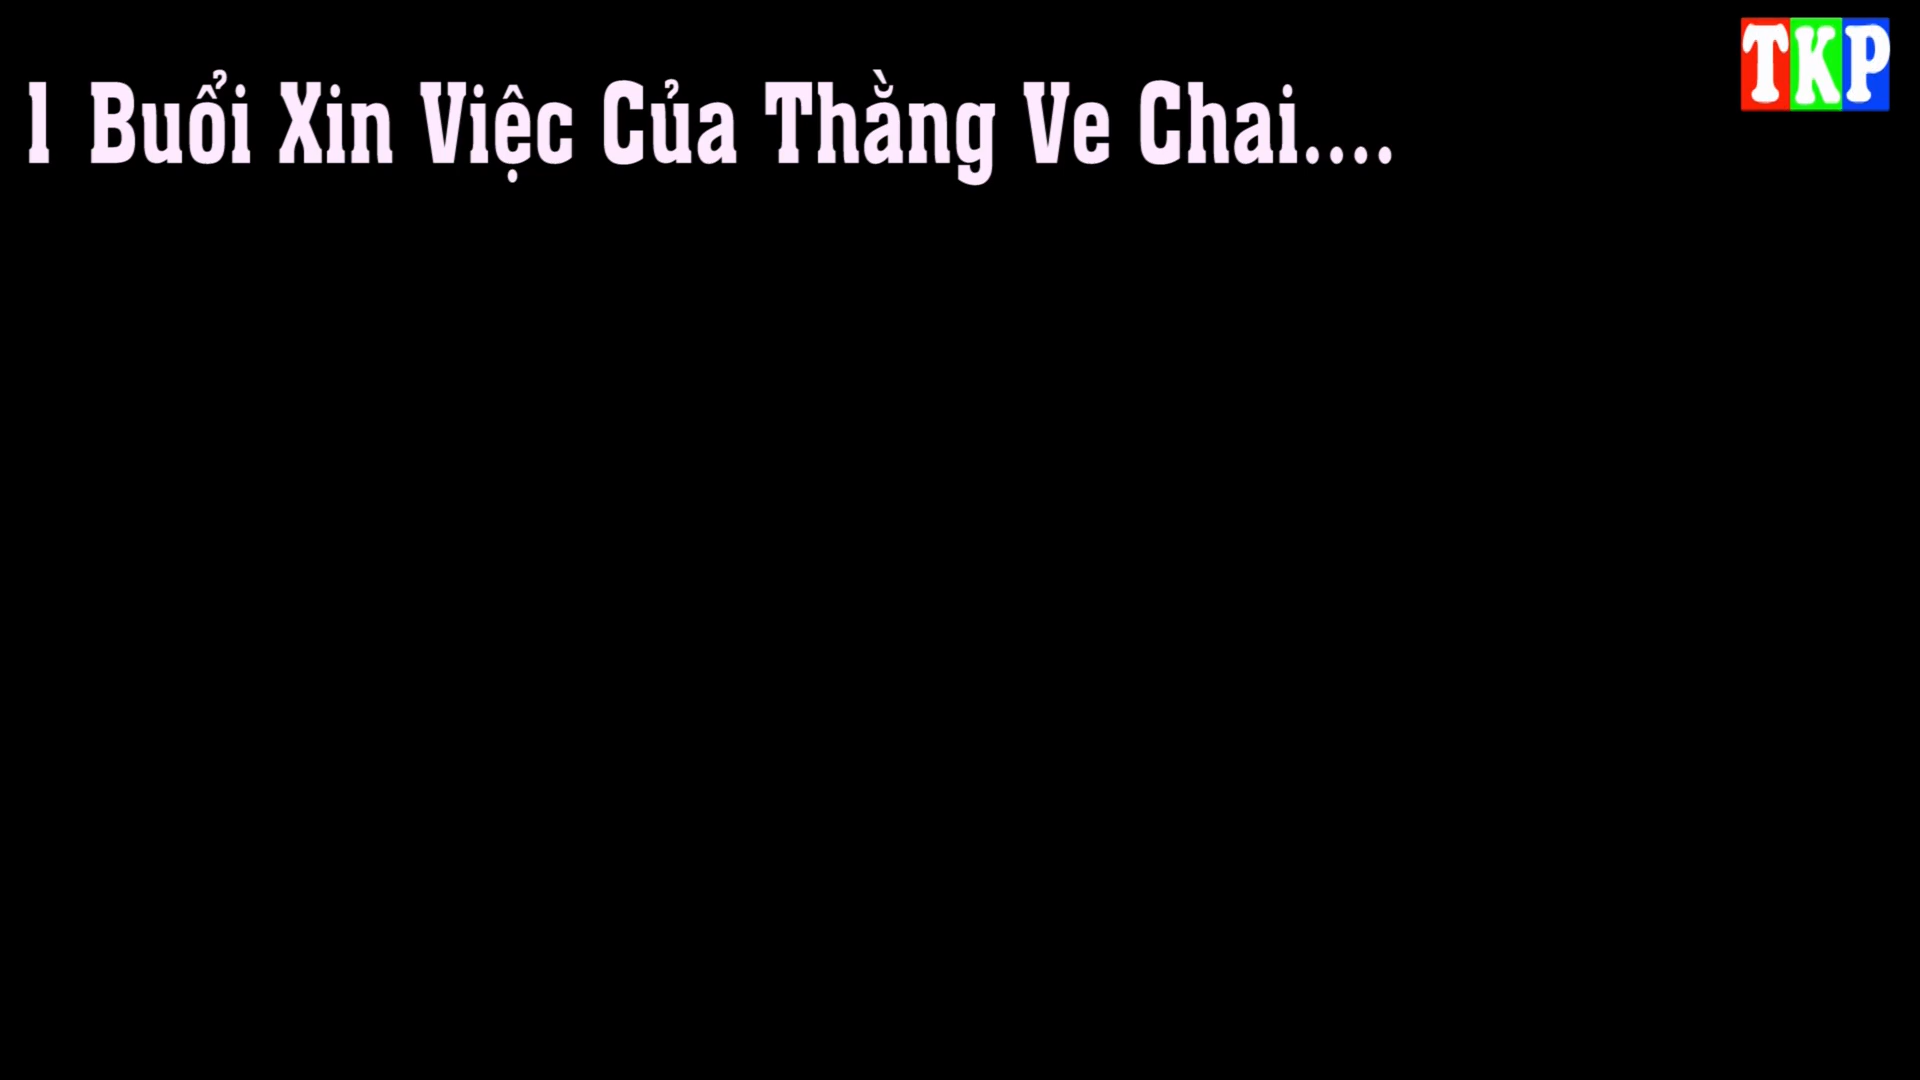 1 Buổi Xin Việc Của Thằng Ve Chai....
TKP